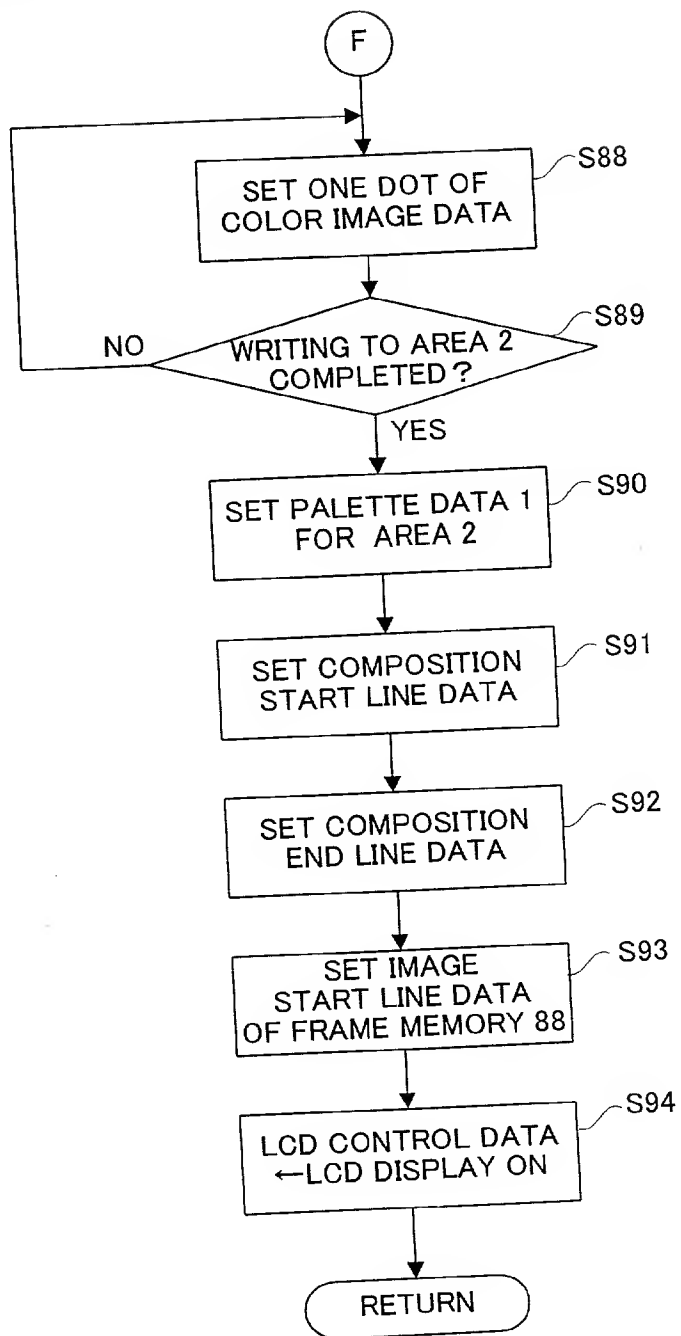 F
SET ONE DOT OF
COLOR IMAGE DATA
S88
WRITING TO AREA 2
COMPLETED?
S89
NO
YES
SET PALETTE DATA 1
FOR AREA 2
S90
SET COMPOSITION
START LINE DATA
S91
SET COMPOSITION
END LINE DATA
S92
SET IMAGE
START LINE DATA
OF FRAME MEMORY 88
S93
LCD CONTROL DATA
←LCD DISPLAY ON
S94
RETURN